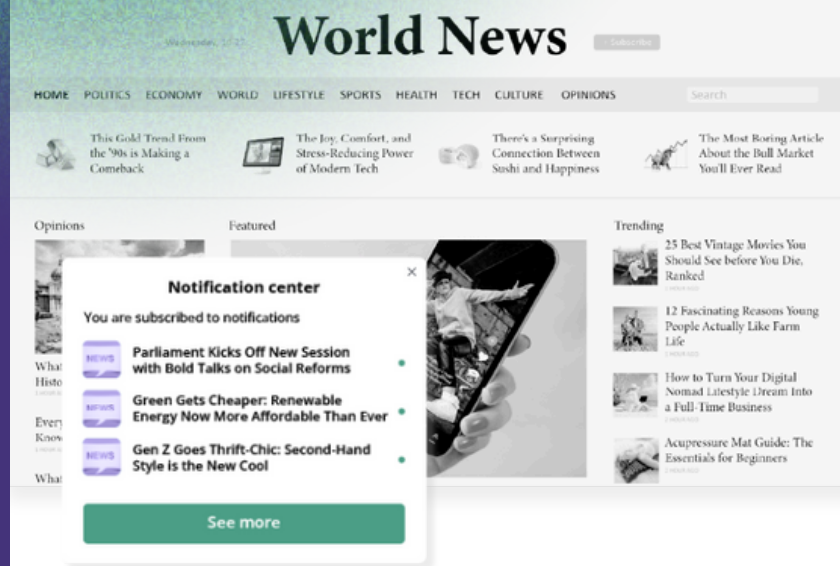 World News
Subscribe
HOME POLITICS ECONOMY WORLD LIFESTYLE SPORTS HEALTH TECH CULTURE OPINIONS
Search
This Gold Trend From
the '90s is Making a
Comeback
The Joy, Comfort, and
Stress-Reducing Power
of Modern Tech
There's a Surprising
Connection Between
Sushi and Happiness
The Most Boring Article
About the Bull Market
You'll Ever Read
Opinions
What
Histo
Every
Know
What
Featured
Trending
25 Best Vintage Movies You
Should See before You Die,
Ranked
12 Fascinating Reasons Young
People Actually Like Farm
Life
How to Turn Your Digital
Nomad Lifestyle Dream Into
a Full-Time Business
Acupressure Mat Guide: The
Essentials for Beginners
Notification center
You are subscribed to notifications
NEWS
Parliament Kicks Off New Session
with Bold Talks on Social Reforms
NEWS
Green Gets Cheaper: Renewable
Energy Now More Affordable Than Ever
NEWS
Gen Z Goes Thrift-Chic: Second-Hand
Style is the New Cool
See more